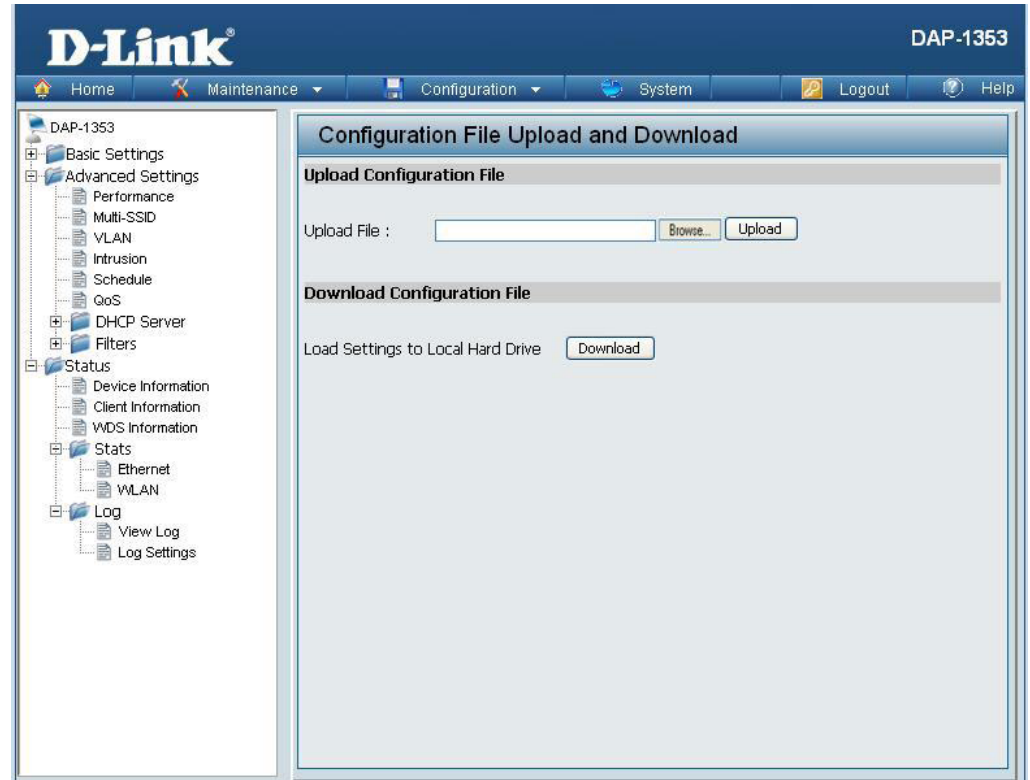 D-Link®
DAP-1353
Home Maintenance Configuration System Logout Help
DAP-1353
Basic Settings
Advanced Settings
Performance
Multi-SSID
VLAN
Intrusion
Schedule
QoS
DHCP Server
Filters
Status
Device Information
Client Information
WDS Information
Stats
Ethernet
WLAN
Log
View Log
Log Settings
Configuration File Upload and Download
Upload Configuration File
Upload File : Browse... Upload
Download Configuration File
Load Settings to Local Hard Drive Download